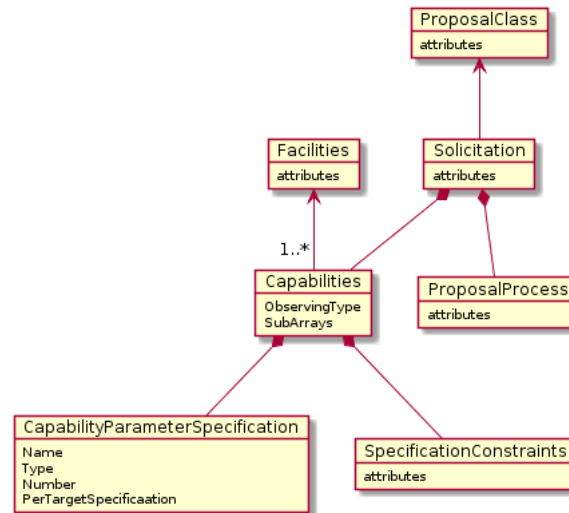 ProposalClass
attributes
Facilities
attributes
Solicitation
attributes
1..*
Capabilities
ObservingType
SubArrays
ProposalProcess
attributes
CapabilityParameterSpecification
Name
Type
Number
PerTargetSpecificaation
SpecificationConstraints
attributes